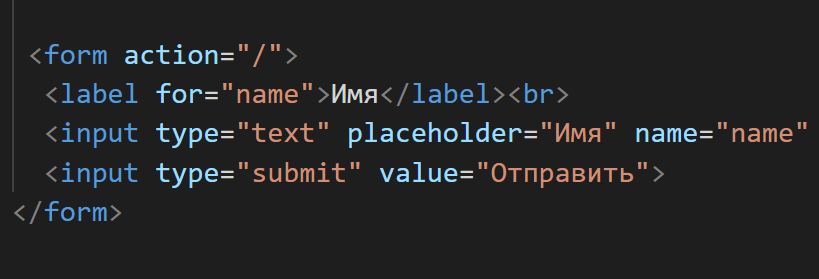 <form action="/">
<label for="name">Имя</label><br>
<input type="text" placeholder="Имя" name="name"
<input type="submit" value="Отправить">
</form>